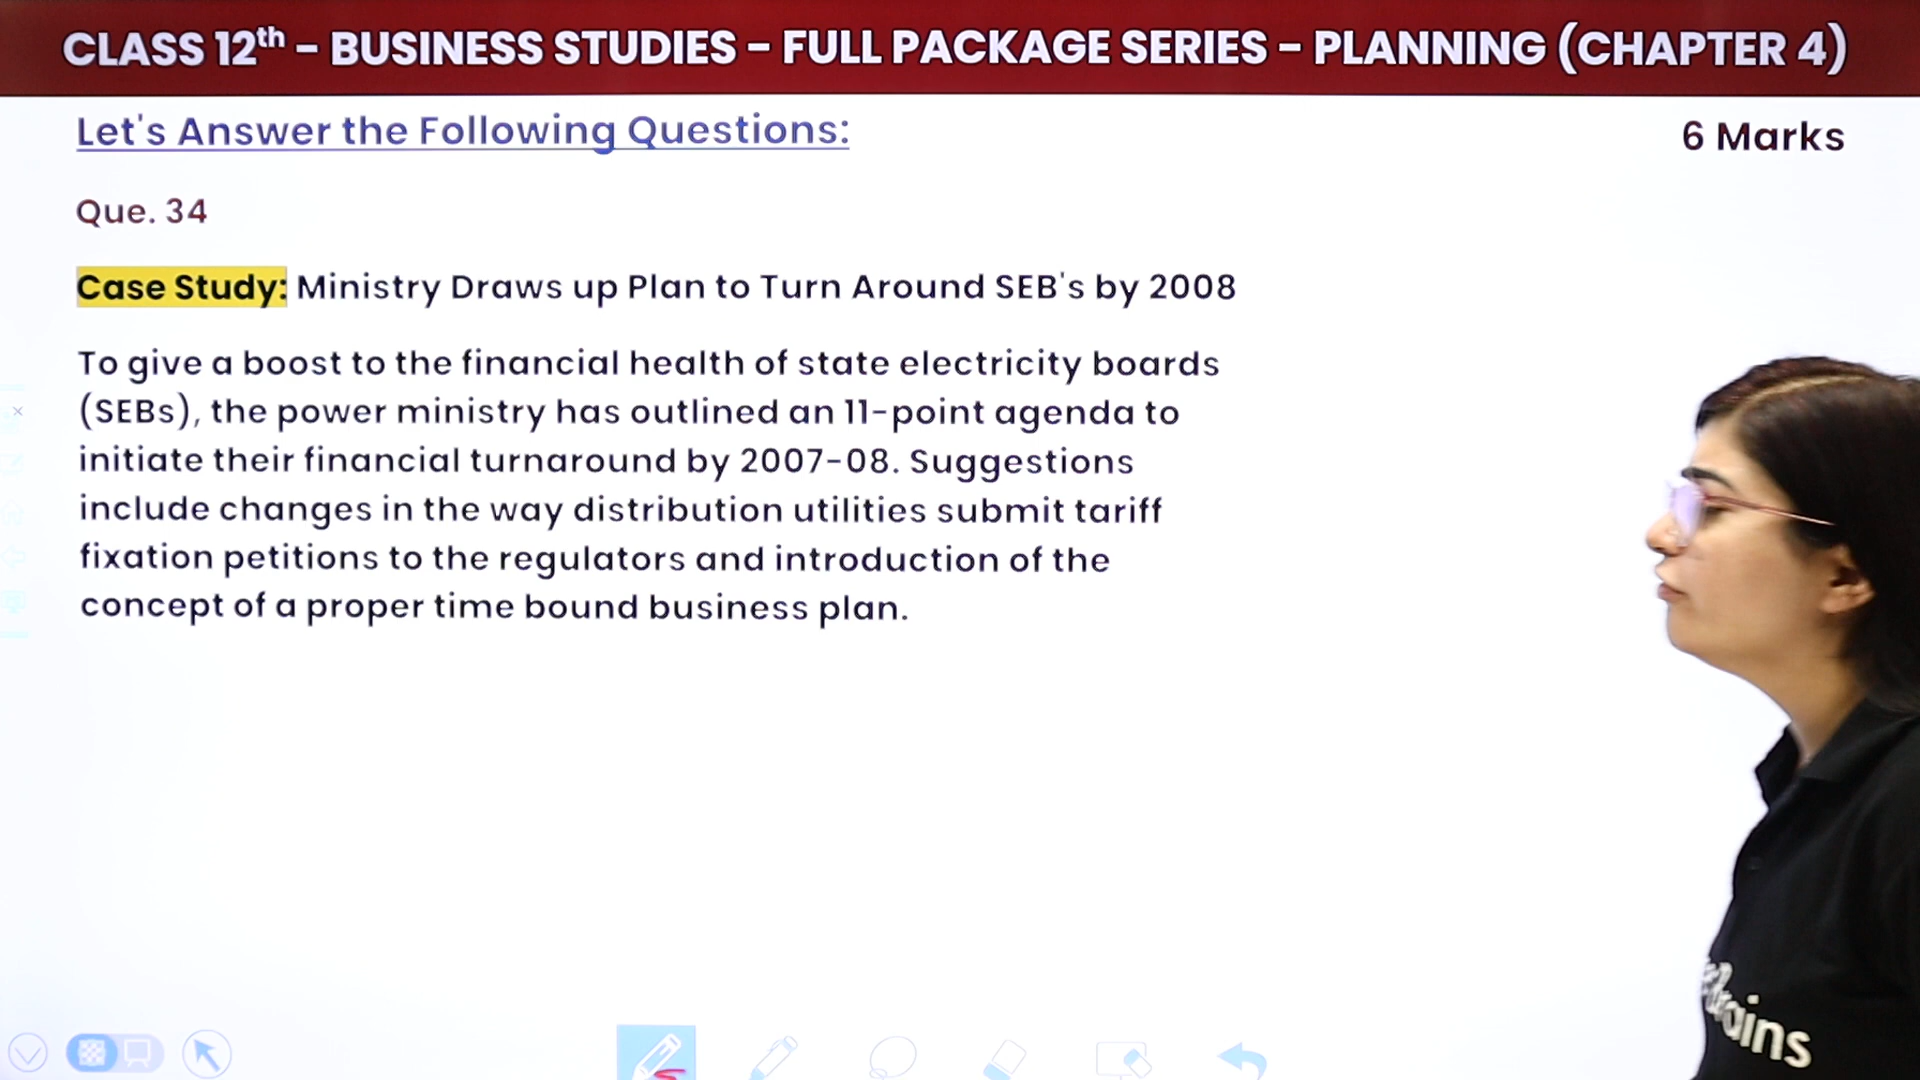 CLASS 12th – BUSINESS STUDIES – FULL PACKAGE SERIES – PLANNING (CHAPTER 4)
Let's Answer the Following Questions:
6 Marks
Que. 34
Case Study: Ministry Draws up Plan to Turn Around SEB's by 2008
To give a boost to the financial health of state electricity boards
(SEBs), the power ministry has outlined an 11-point agenda to
initiate their financial turnaround by 2007-08. Suggestions
include changes in the way distribution utilities submit tariff
fixation petitions to the regulators and introduction of the
concept of a proper time bound business plan.